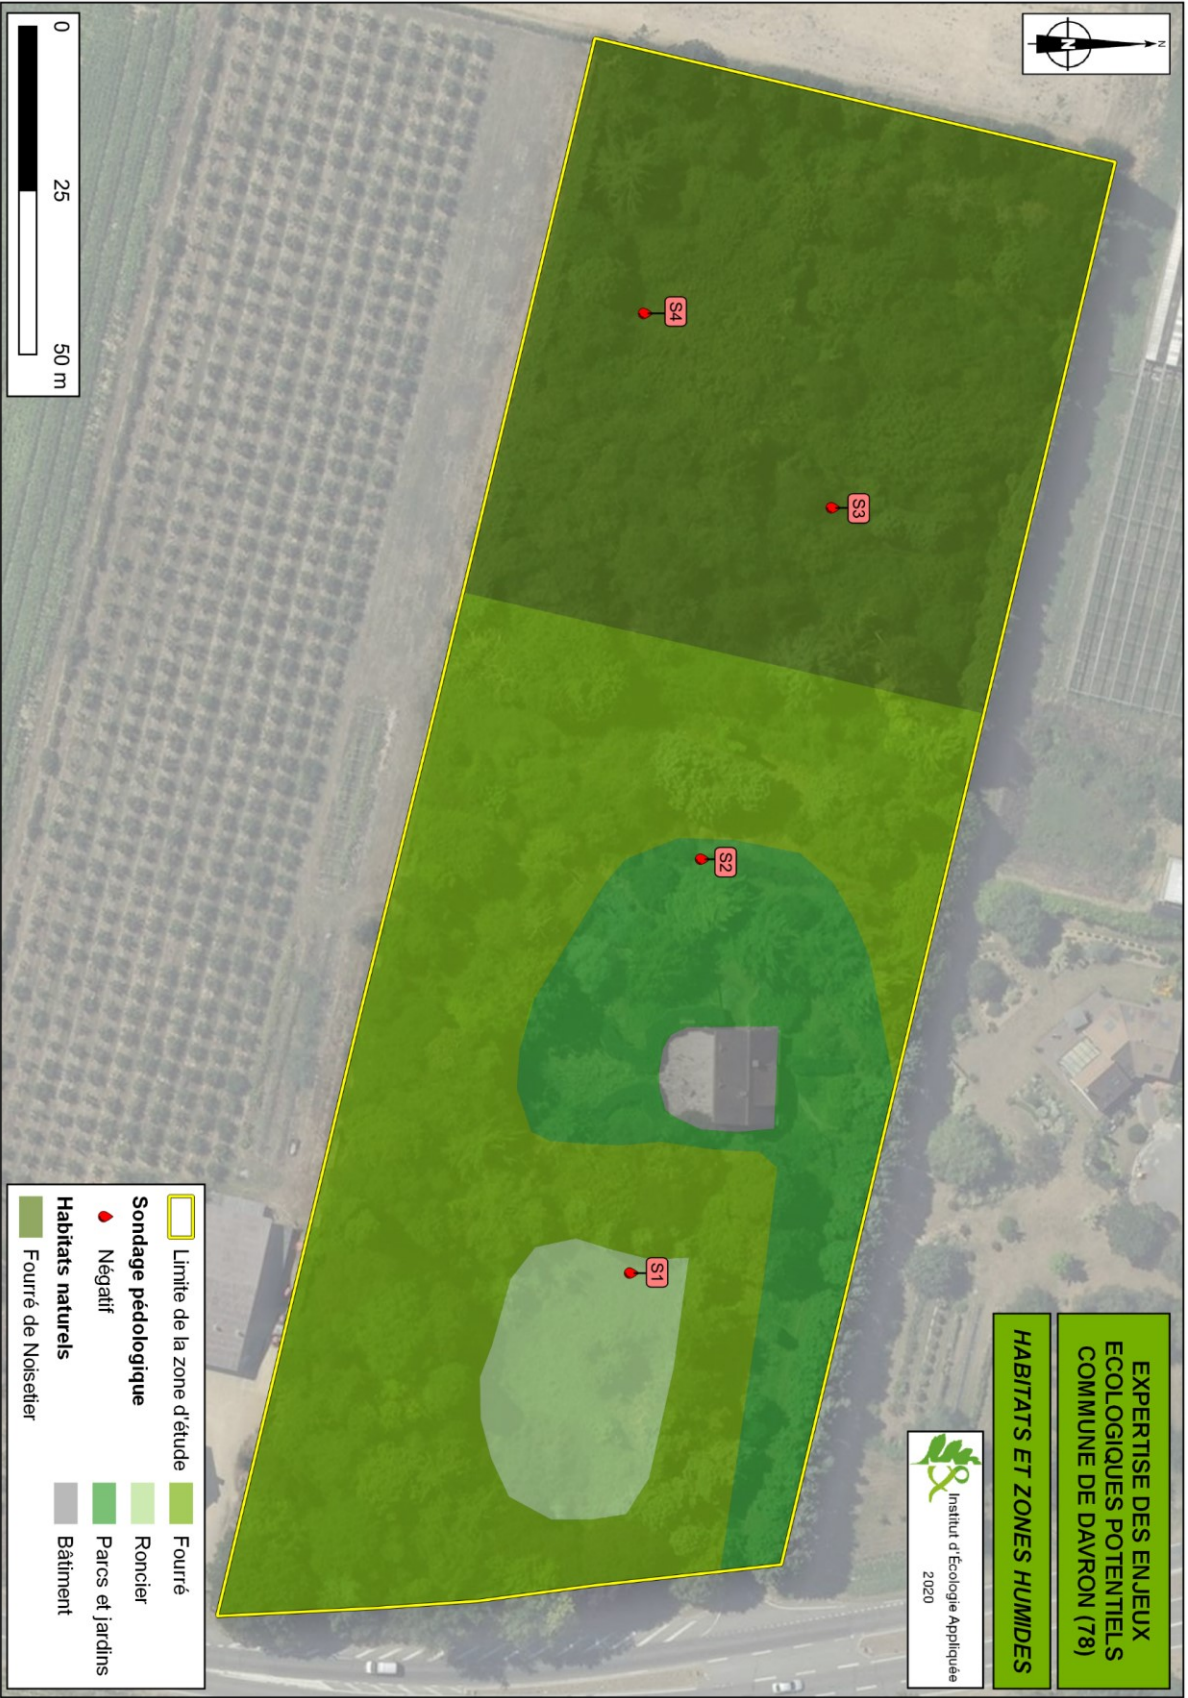 EXPERTISE DES ENJEUX
ECOLOGIQUES POTENTIELS
COMMUNE DE DAVRON (78)
HABITATS ET ZONES HUMIDES
Institut d'Écologie Appliquée
2020
N
N
S4
S3
S2
S1
0 25 50 m
Limite de la zone d'étude
Sondage pédologique
Négatif
Habitats naturels
Fourré de Noisetier
Fourré
Roncier
Parcs et jardins
Bâtiment